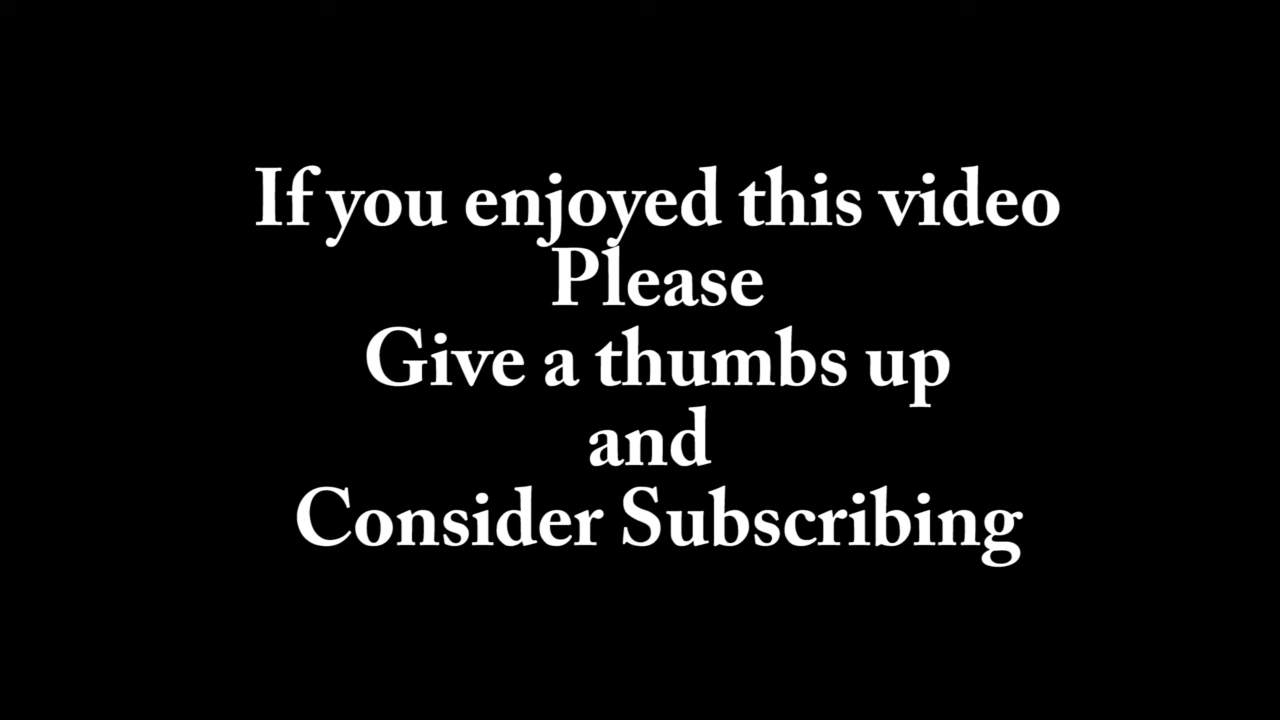 If you enjoyed this video
Please
Give a thumbs up
and
Consider Subscribing